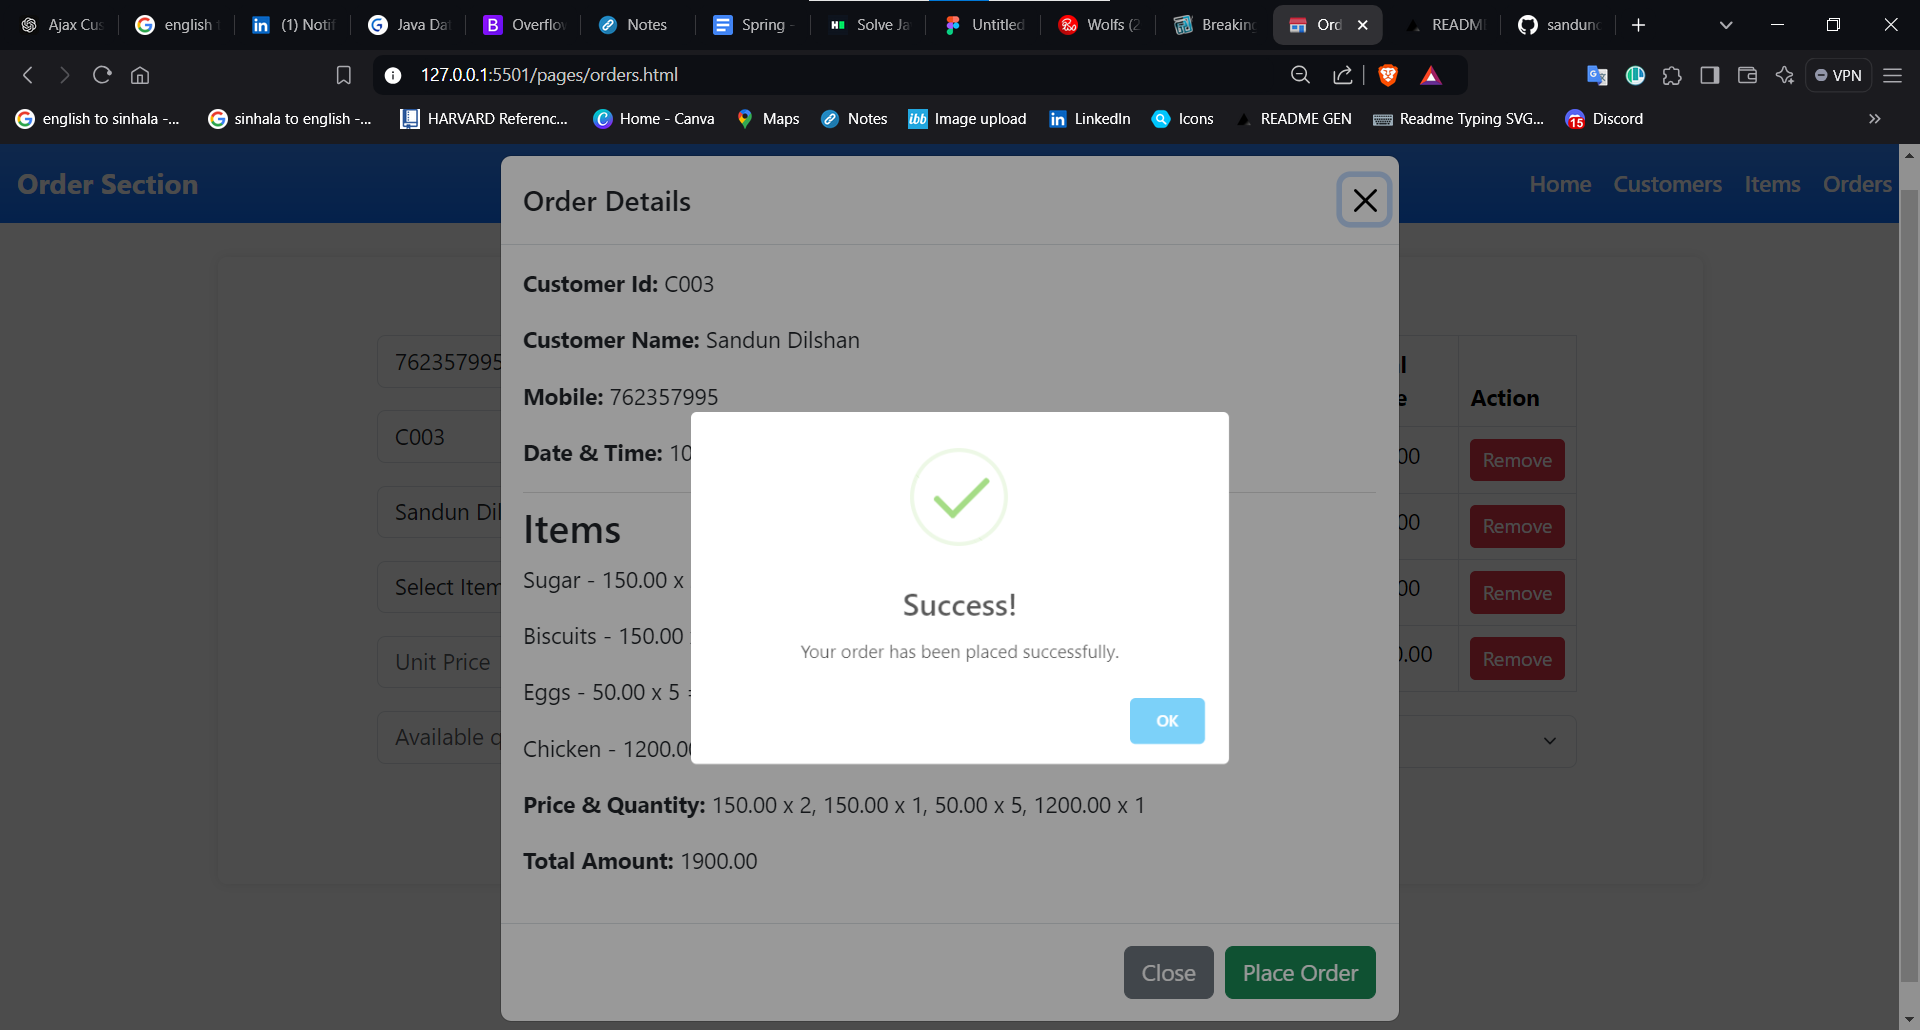 Ajax Cus
english t
(1) Notif
Java Dat
Overflow
Notes
Spring -
Solve Ja
Untitled
Wolfs (2
Breaking
Ord
README
sandund
127.0.0.1:5501/pages/orders.html
VPN
english to sinhala -...
sinhala to english -...
HARVARD Referenc...
Home - Canva
Maps
Notes
Image upload
LinkedIn
Icons
README GEN
Readme Typing SVG...
15 Discord
Order Section
Home Customers Items Orders
Order Details
Customer Id: C003
Customer Name: Sandun Dilshan
Mobile: 762357995
Date & Time: 10
Items
Sugar - 150.00 x
Biscuits - 150.00
Eggs - 50.00 x 5 =
Chicken - 1200.00
Price & Quantity: 150.00 x 2, 150.00 x 1, 50.00 x 5, 1200.00 x 1
Total Amount: 1900.00
Close
Place Order
Success!
Your order has been placed successfully.
OK
762357995
C003
Sandun Dil
Select Item
Unit Price
Available q
Action
00 Remove
00 Remove
00 Remove
.00 Remove